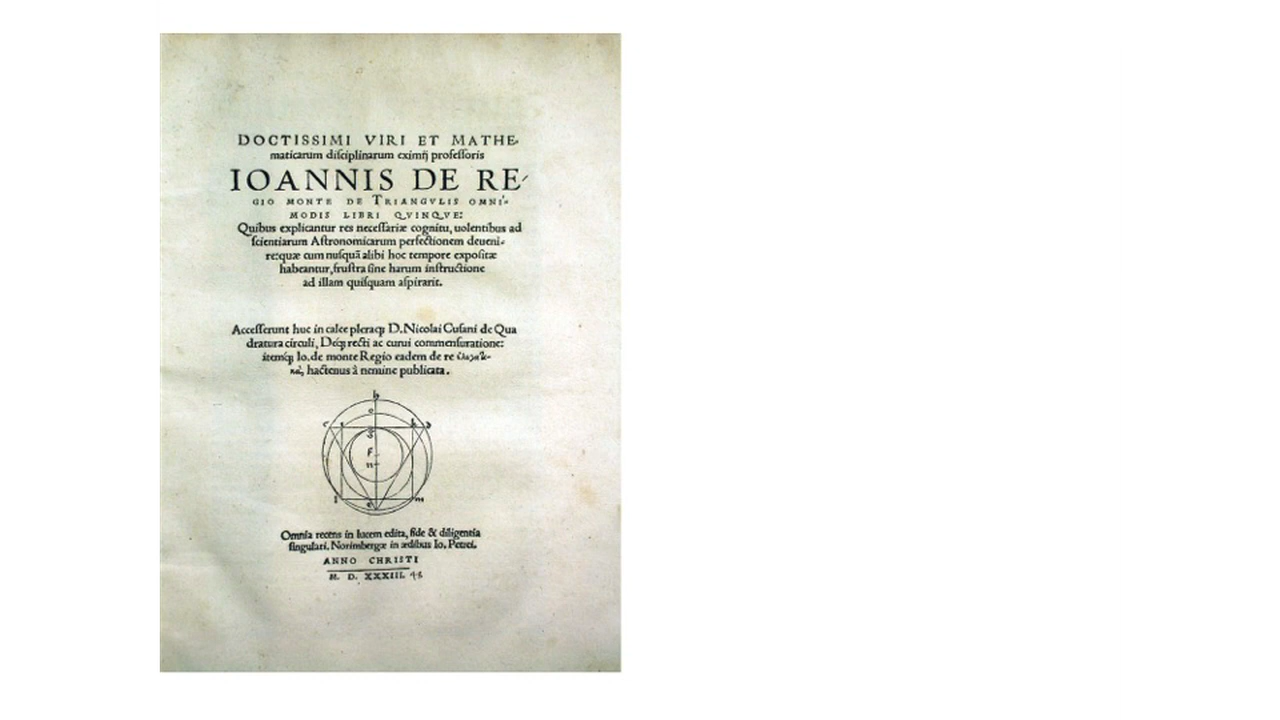 DOCTISSIMI VIRI ET MATHE-
maticarum diſciplinarum eximij profeſſoris
IOANNIS DE RE-
GIO MONTE DE TRIANGVLIS OMNI-
MODIS LIBRI QVINQVE:
Quibus explicantur res neceſſariæ cognitu, uolentibus ad
ſcientiarum Aſtronomicarum perfectionem deueni-
re: quæ cum nuſquã alibi hoc tempore expoſitæ
habeantur, fruſtra ſine harum inſtructione
ad illam quiſquam aſpirarit.
Acceſſerunt huc in calce pleraqꝫ D. Nicolai Cuſani de Qua
dratura circuli, Deqꝫ recti ac curui commenſuratione:
itemqꝫ Io. de monte Regio eadem de re
hactenus à nemine publicata.
b
e
c
h
g
F
n
l
m
Omnia recens in lucem edita, fide & diligentia
ſingulari. Norimbergæ in ædibus Io. Petrei.
ANNO CHRISTI
M. D. XXXIII.